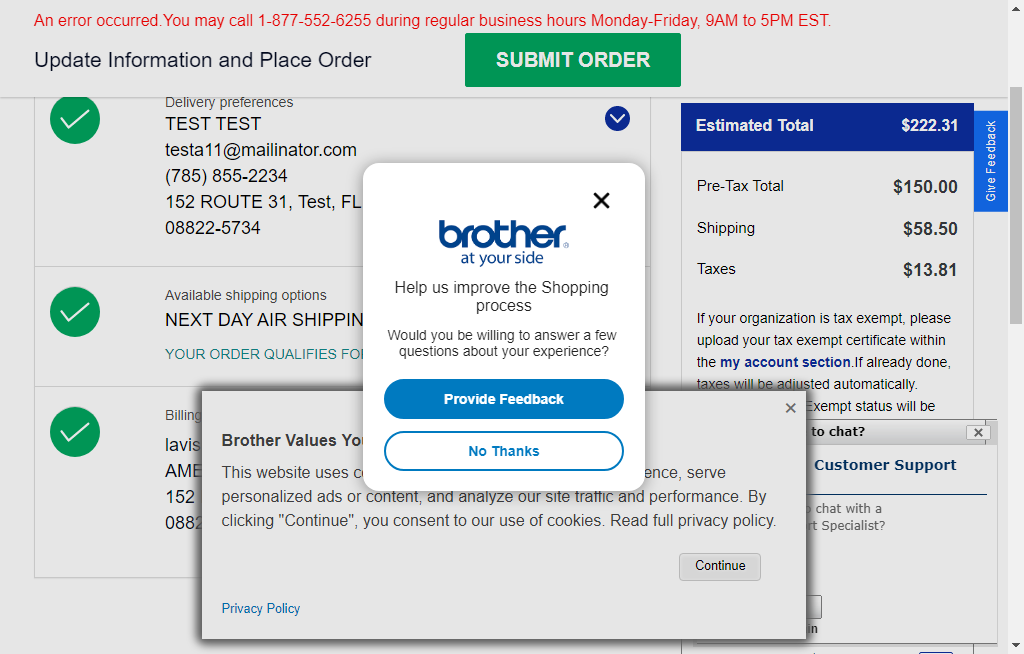 An error occurred.You may call 1-877-552-6255 during regular business hours Monday-Friday, 9AM to 5PM EST.
Update Information and Place Order
SUBMIT ORDER
Delivery preferences
TEST TEST
testa11@mailinator.com
(785) 855-2234
152 ROUTE 31, Test, FL
08822-5734
Available shipping options
NEXT DAY AIR SHIPPIN
YOUR ORDER QUALIFIES FO
Billing
lavis
AME
152
0882
Estimated Total $222.31
Pre-Tax Total $150.00
Shipping $58.50
Taxes $13.81
If your organization is tax exempt, please
upload your tax exempt certificate within
the my account section.If already done,
taxes will be adjusted automatically.
Exempt status will be
Give Feedback
brother
at your side
Help us improve the Shopping
process
Would you be willing to answer a few
questions about your experience?
Provide Feedback
No Thanks
Brother Values You
This website uses co ence, serve
personalized ads or content, and analyze our site traffic and performance. By
clicking "Continue", you consent to our use of cookies. Read full privacy policy.
Continue
Privacy Policy
to chat?
Customer Support
chat with a
rt Specialist?
in